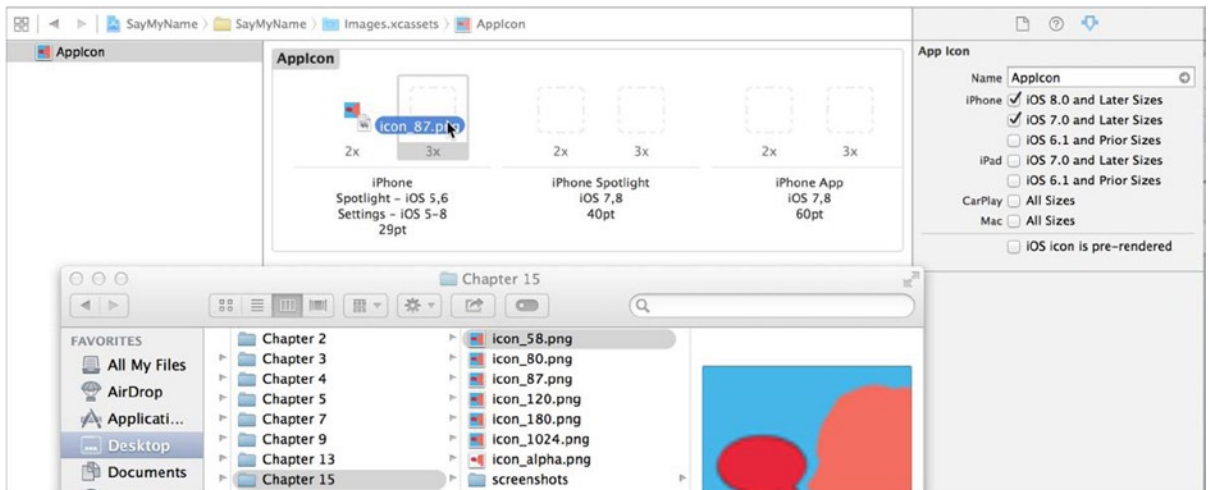 SayMyName SayMyName Images.xcassets AppIcon
AppIcon
AppIcon
icon_87.png
2x 3x 2x 3x 2x 3x
iPhone
Spotlight - iOS 5,6
Settings - iOS 5-8
29pt
iPhone Spotlight
iOS 7,8
40pt
iPhone App
iOS 7,8
60pt
App Icon
Name AppIcon
iPhone iOS 8.0 and Later Sizes
iOS 7.0 and Later Sizes
iOS 6.1 and Prior Sizes
iPad iOS 7.0 and Later Sizes
iOS 6.1 and Prior Sizes
CarPlay All Sizes
Mac All Sizes
iOS icon is pre-rendered
Chapter 15
FAVORITES
All My Files
AirDrop
Applicati...
Desktop
Documents
Chapter 2
Chapter 3
Chapter 4
Chapter 5
Chapter 7
Chapter 9
Chapter 13
Chapter 15
icon_58.png
icon_80.png
icon_87.png
icon_120.png
icon_180.png
icon_1024.png
icon_alpha.png
screenshots